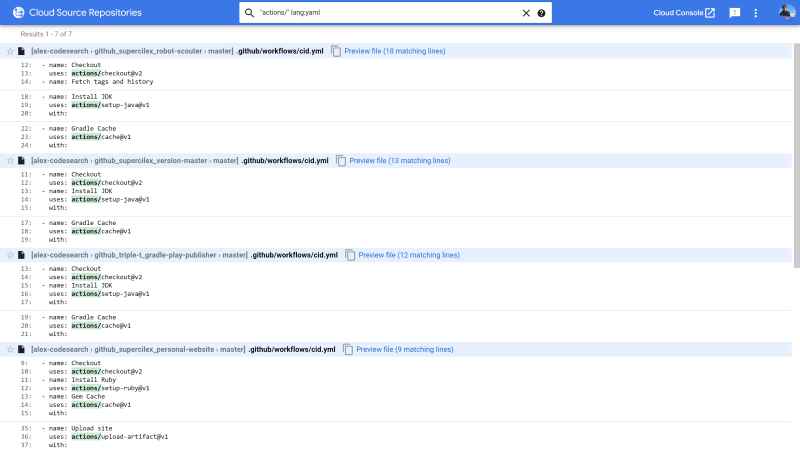 Cloud Source Repositories
"actions/" lang:yaml
Cloud Console
Results 1 - 7 of 7
[alex-codesearch › github_supercilex_robot-scouter › master] .github/workflows/cid.yml Preview file (18 matching lines)
12: - name: Checkout
13: uses: actions/checkout@v2
14: - name: Fetch tags and history
18: - name: Install JDK
19: uses: actions/setup-java@v1
20: with:
22: - name: Gradle Cache
23: uses: actions/cache@v1
24: with:
[alex-codesearch › github_supercilex_version-master › master] .github/workflows/cid.yml Preview file (13 matching lines)
11: - name: Checkout
12: uses: actions/checkout@v2
13: - name: Install JDK
14: uses: actions/setup-java@v1
15: with:
17: - name: Gradle Cache
18: uses: actions/cache@v1
19: with:
[alex-codesearch › github_triple-t_gradle-play-publisher › master] .github/workflows/cid.yml Preview file (12 matching lines)
13: - name: Checkout
14: uses: actions/checkout@v2
15: - name: Install JDK
16: uses: actions/setup-java@v1
17: with:
19: - name: Gradle Cache
20: uses: actions/cache@v1
21: with:
[alex-codesearch › github_supercilex_personal-website › master] .github/workflows/cid.yml Preview file (9 matching lines)
9: - name: Checkout
10: uses: actions/checkout@v2
11: - name: Install Ruby
12: uses: actions/setup-ruby@v1
13: - name: Gem Cache
14: uses: actions/cache@v1
15: with:
35: - name: Upload site
36: uses: actions/upload-artifact@v1
37: with: